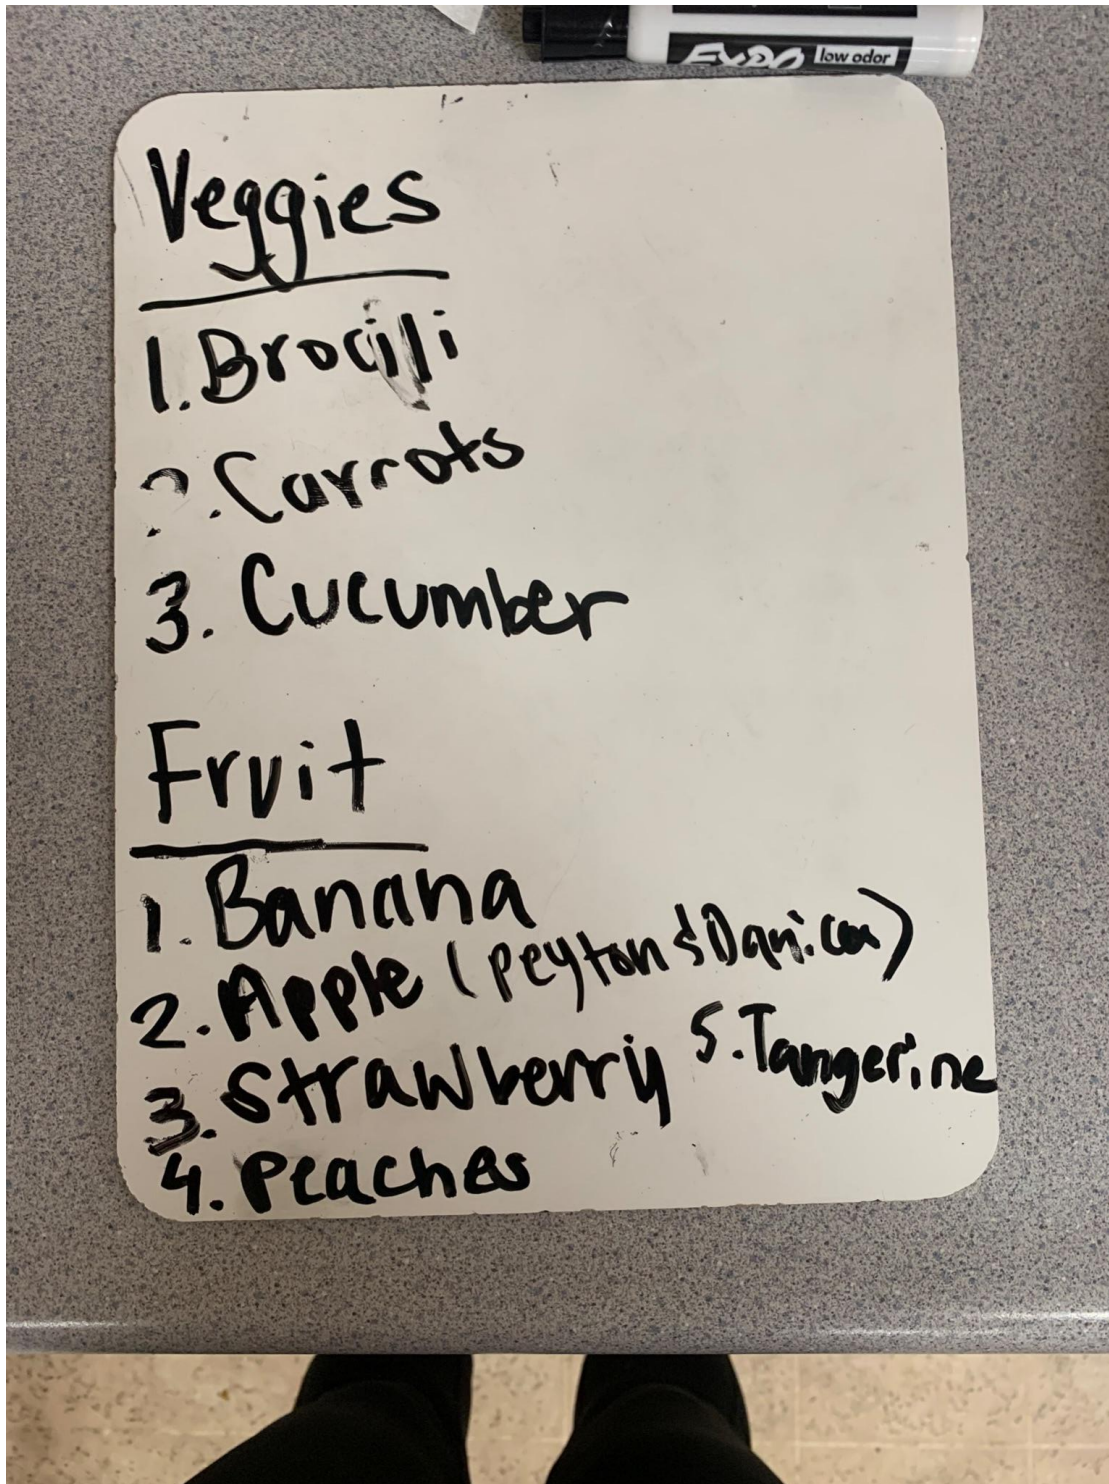 EXPO low odor
Veggies
1. Brocili
2. Carrots
3. Cucumber
Fruit
1. Banana
2. Apple (Peyton & Danica)
3. Strawberry
4. Peaches
5. Tangerine